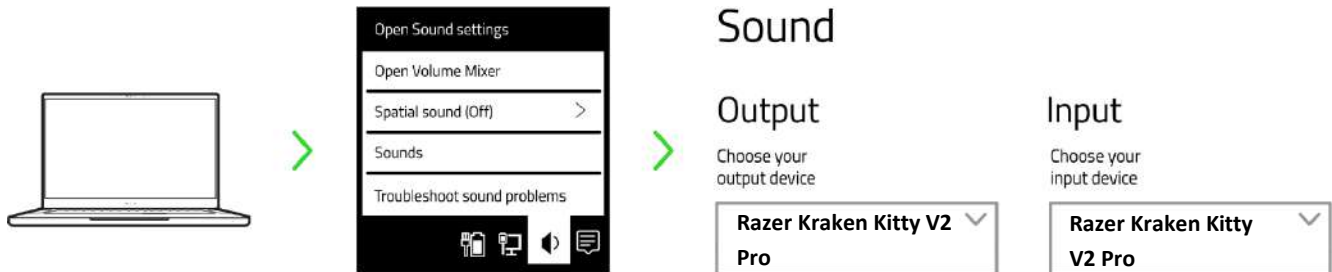 Open Sound settings
Open Volume Mixer
Spatial sound (Off)
Sounds
Troubleshoot sound problems
Sound
Output
Choose your
output device
Razer Kraken Kitty V2
Pro
Input
Choose your
input device
Razer Kraken Kitty
V2 Pro